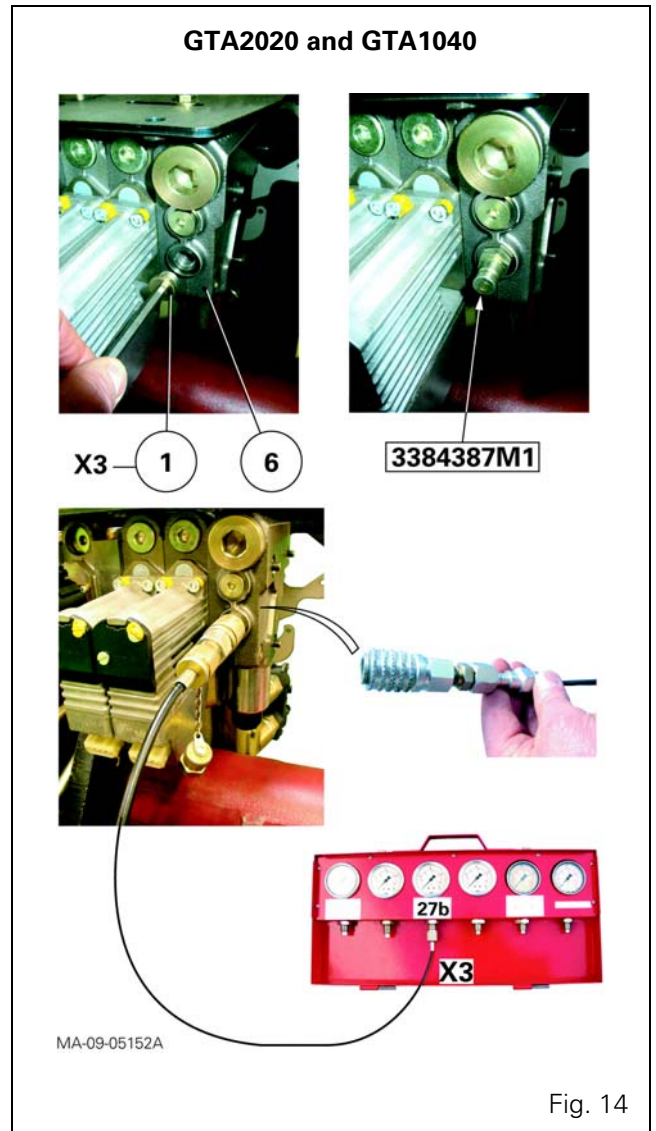 GTA2020 and GTA1040
X3
1
6
3384387M1
27b
X3
MA-09-05152A
Fig. 14